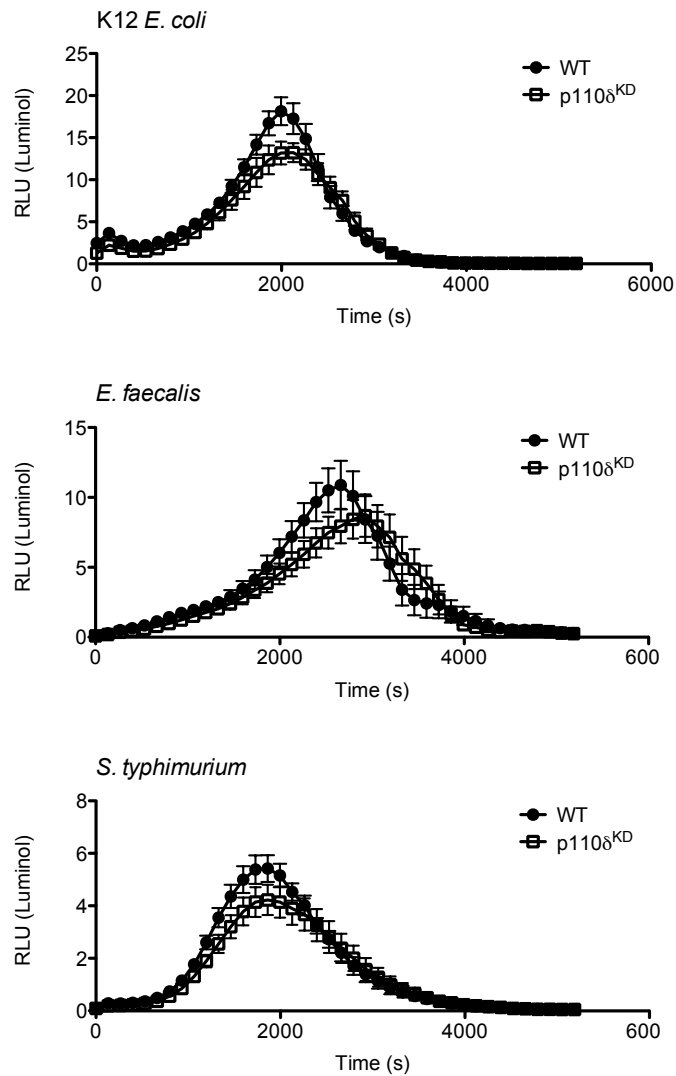 K12 E. coli
25
20
15
10
5
0
RLU (Luminol)
WT
p110δKD
0 2000 4000 6000
Time (s)
E. faecalis
15
10
5
0
RLU (Luminol)
WT
p110δKD
0 2000 4000 600
Time (s)
S. typhimurium
8
6
4
2
0
RLU (Luminol)
WT
p110δKD
0 2000 4000 6000
Time (s)